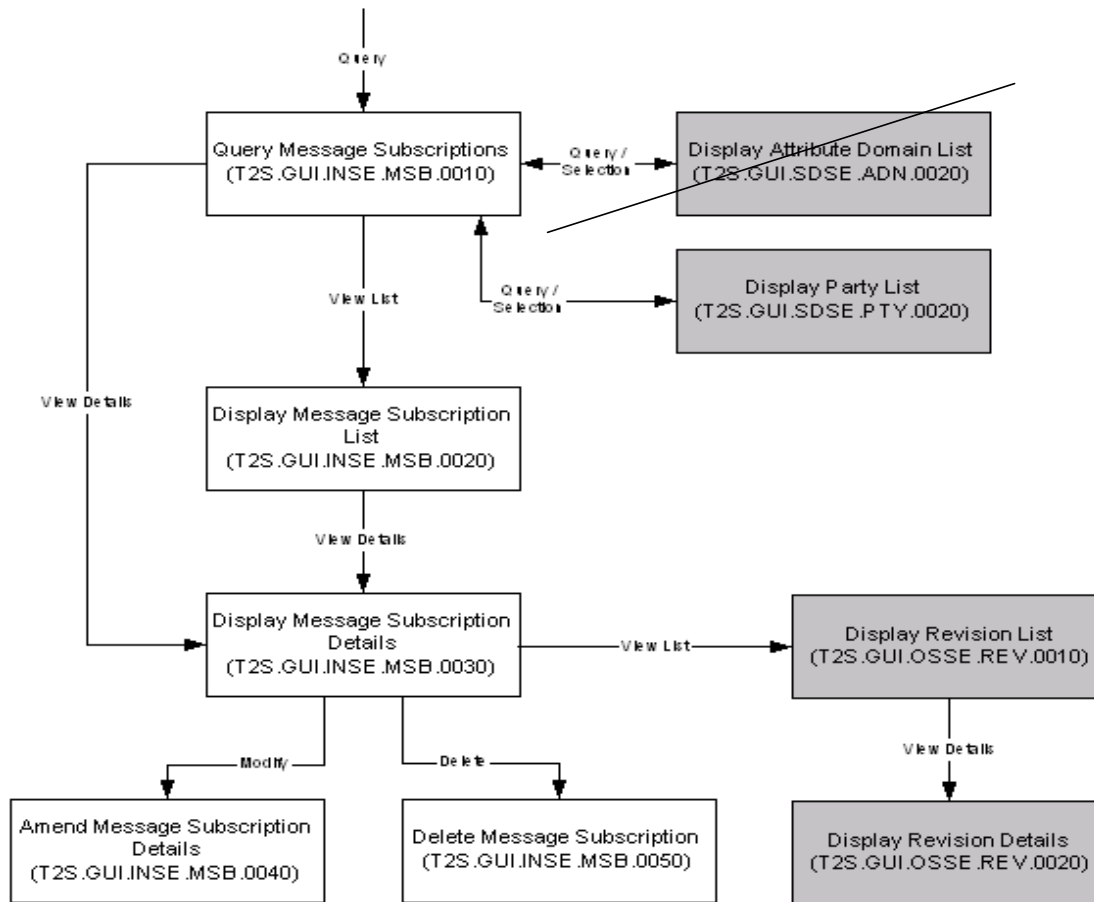 Query
Query Message Subscriptions
(T2S.GUI.INSE.MSB.0010)
Query /
Selection
Display Attribute Domain List
(T2S.GUI.SDSE.ADN.0020)
View List
Query /
Selection
Display Party List
(T2S.GUI.SDSE.PTY.0020)
View Details
Display Message Subscription
List
(T2S.GUI.INSE.MSB.0020)
View Details
Display Message Subscription
Details
(T2S.GUI.INSE.MSB.0030)
View List
Display Revision List
(T2S.GUI.OSSE.REV.0010)
Modify
Delete
View Details
Amend Message Subscription
Details
(T2S.GUI.INSE.MSB.0040)
Delete Message Subscription
(T2S.GUI.INSE.MSB.0050)
Display Revision Details
(T2S.GUI.OSSE.REV.0020)